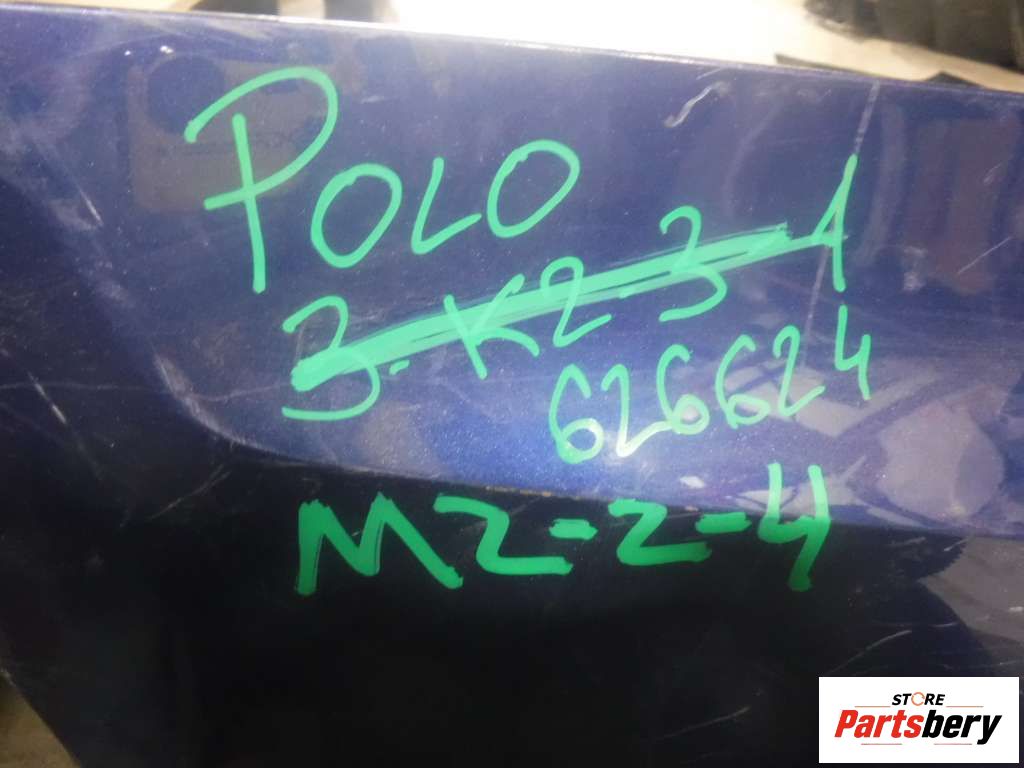 POLO
3-K2-3-1
626624
M2-2-4
STORE
Partsbery